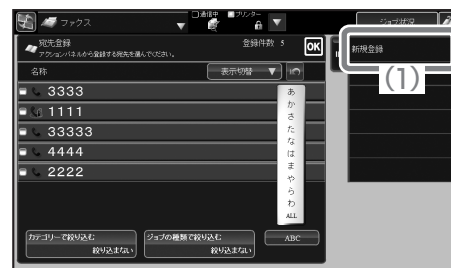 ファクス
通信中
プリンター
ジョブ状況
宛先登録
アクションパネルから登録する宛先を選んでください。
登録件数 5
OK
新規登録
(1)
名称
表示切替 ▼
3333
1111
33333
4444
2222
あ
か
さ
た
な
は
ま
や
ら
わ
ALL
カテゴリーで絞り込む
絞り込まない
ジョブの種類で絞り込む
絞り込まない
ABC